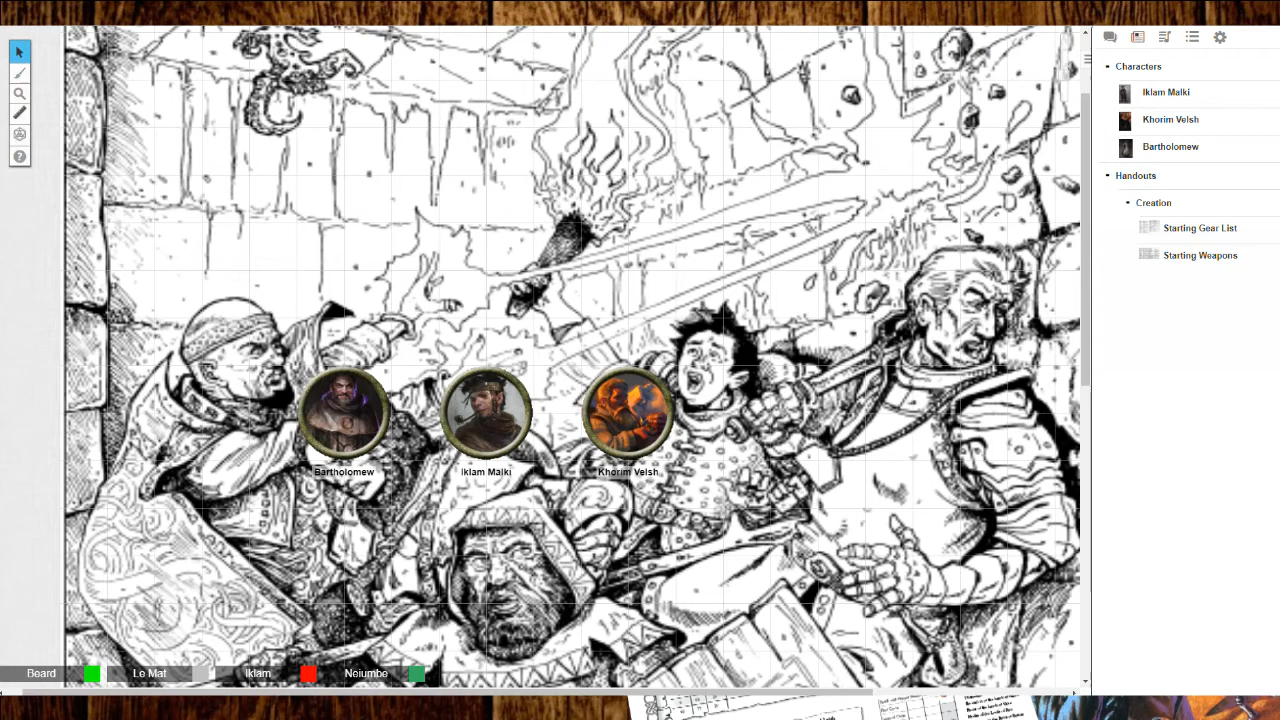 Characters
Iklam Malki
Khorim Velsh
Bartholomew
Handouts
Creation
Starting Gear List
Starting Weapons
Bartholomew
Iklam Malki
Khorim Velsh
Beard
Le Mat
Iklam
Neiumbe